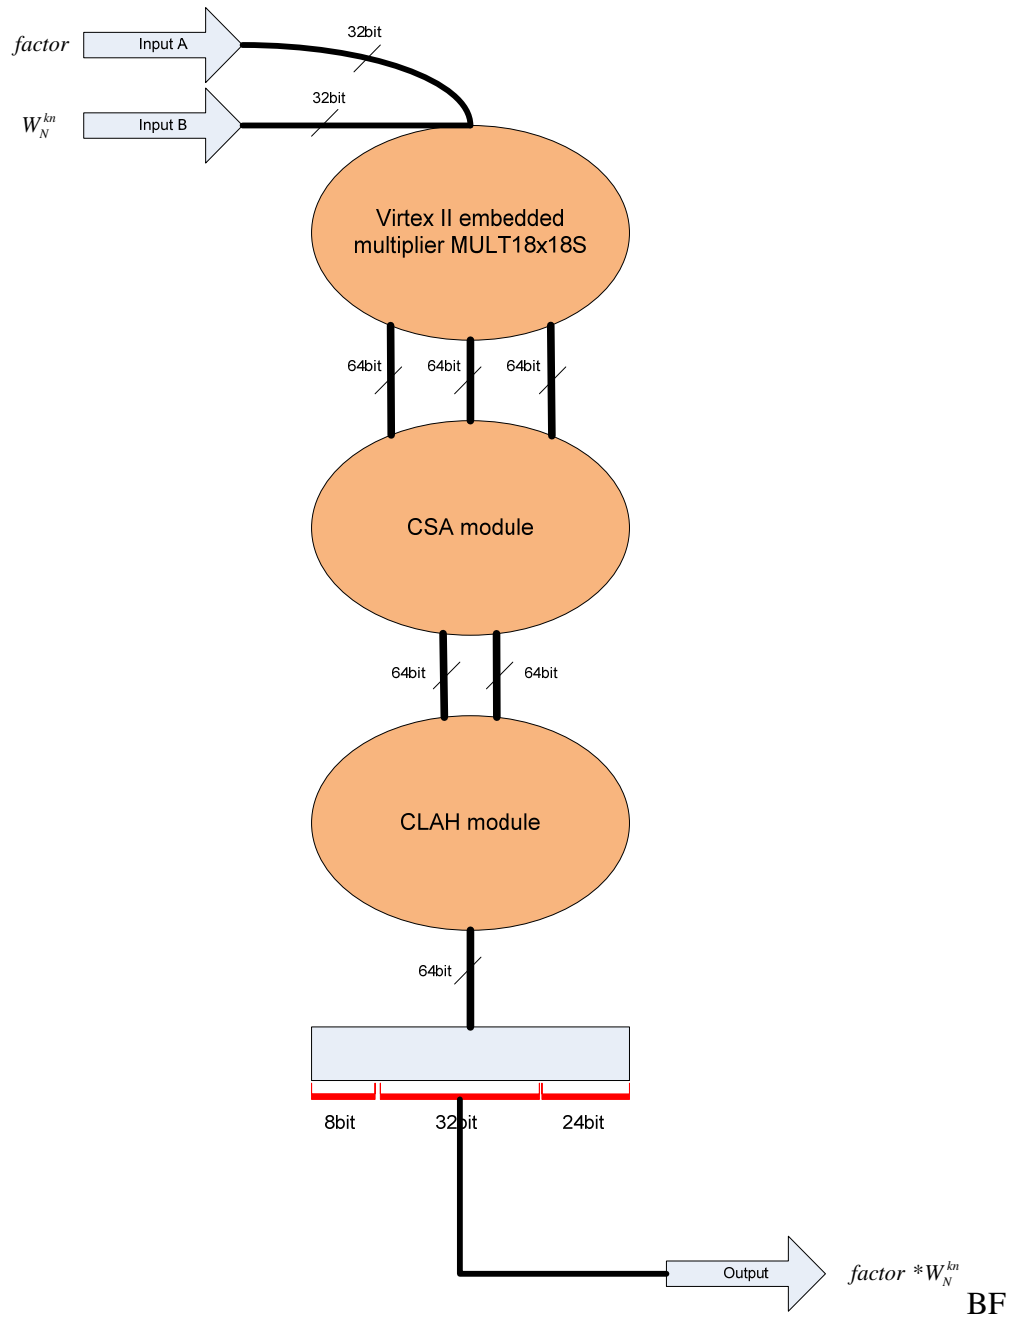 factor
Input A
32bit
W_N^{kn}
Input B
32bit
Virtex II embedded
multiplier MULT18x18S
64bit
64bit
64bit
CSA module
64bit
64bit
CLAH module
64bit
8bit
32bit
24bit
Output
factor *W_N^{kn}
BF